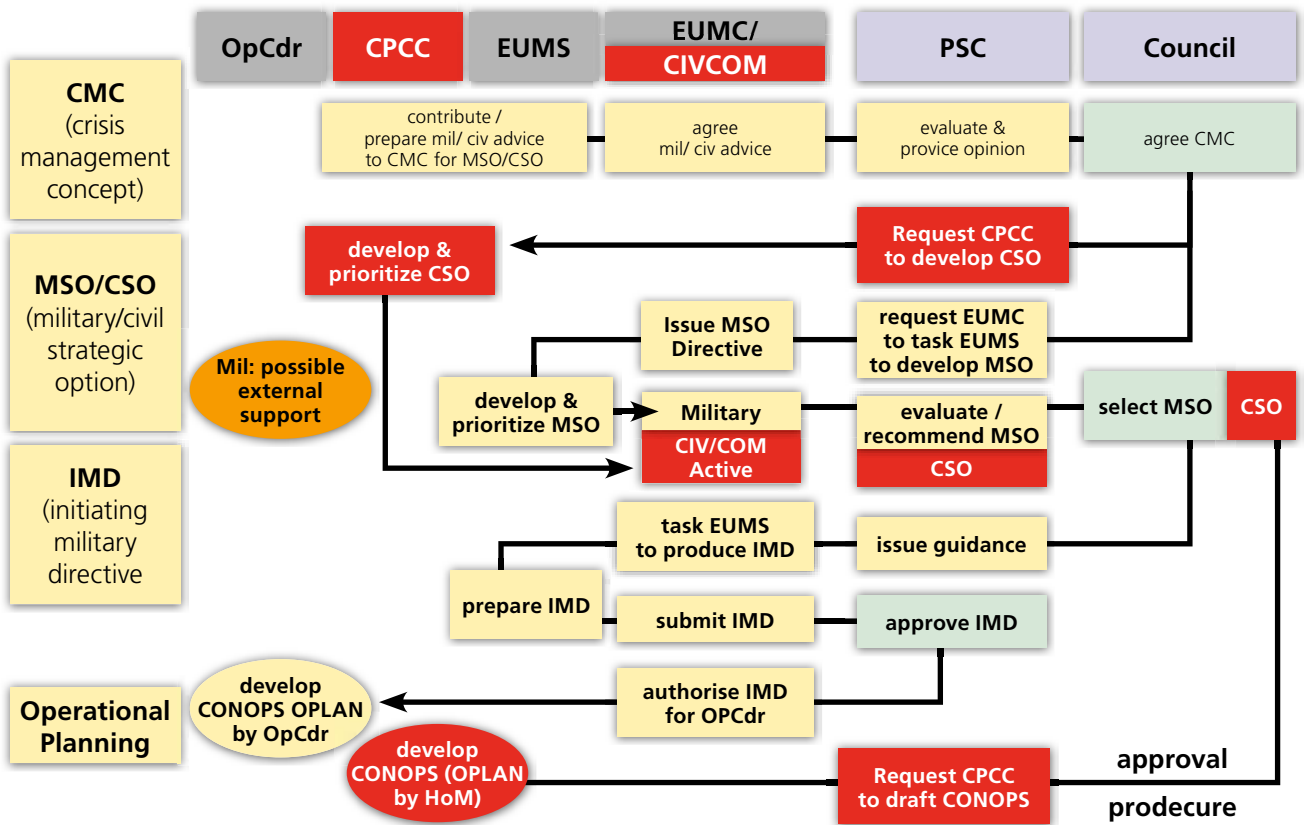 OpCdr
CPCC
EUMS
EUMC/
CIVCOM
PSC
Council
CMC
(crisis
management
concept)
contribute /
prepare mil/ civ advice
to CMC for MSO/CSO
agree
mil/ civ advice
evaluate &
provice opinion
agree CMC
MSO/CSO
(military/civil
strategic
option)
develop &
prioritize CSO
Request CPCC
to develop CSO
Mil: possible
external
support
Issue MSO
Directive
request EUMC
to task EUMS
to develop MSO
develop &
prioritize MSO
Military
CIV/COM
Active
evaluate /
recommend MSO
CSO
select MSO
CSO
IMD
(initiating
military
directive
task EUMS
to produce IMD
issue guidance
prepare IMD
submit IMD
approve IMD
Operational
Planning
develop
CONOPS OPLAN
by OpCdr
authorise IMD
for OPCdr
develop
CONOPS (OPLAN
by HoM)
Request CPCC
to draft CONOPS
approval
prodecure